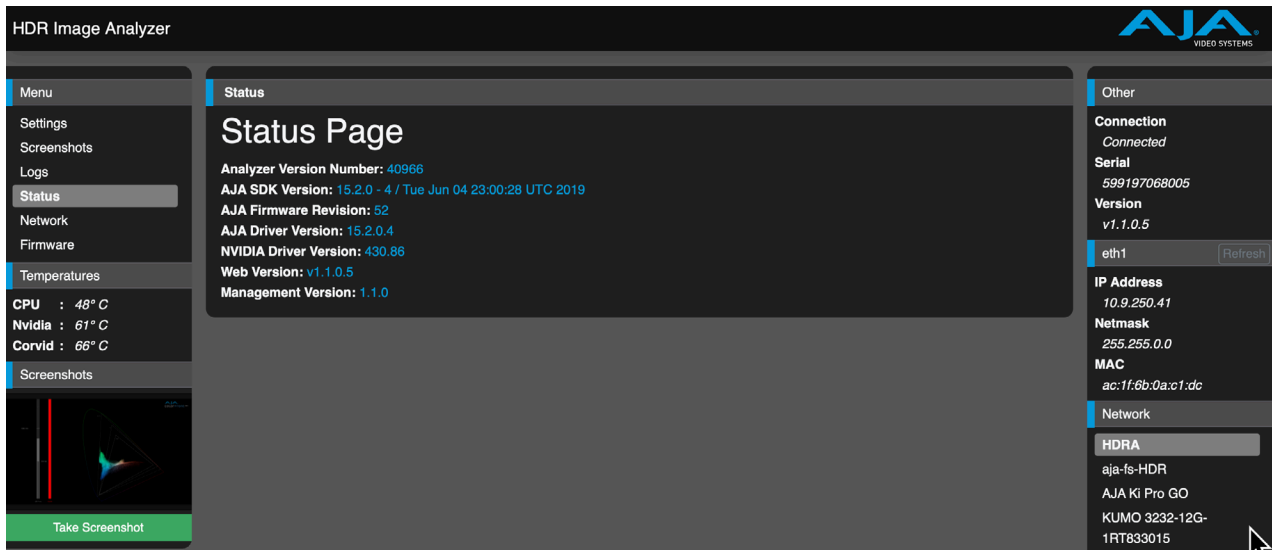 HDR Image Analyzer
AJA
VIDEO SYSTEMS
Menu
Settings
Screenshots
Logs
Status
Network
Firmware
Temperatures
CPU : 48° C
Nvidia : 61° C
Corvid : 66° C
Screenshots
Take Screenshot
Status
Status Page
Analyzer Version Number: 40966
AJA SDK Version: 15.2.0 - 4 / Tue Jun 04 23:00:28 UTC 2019
AJA Firmware Revision: 52
AJA Driver Version: 15.2.0.4
NVIDIA Driver Version: 430.86
Web Version: v1.1.0.5
Management Version: 1.1.0
Other
Connection
Connected
Serial
599197068005
Version
v1.1.0.5
eth1 Refresh
IP Address
10.9.250.41
Netmask
255.255.0.0
MAC
ac:1f:6b:0a:c1:dc
Network
HDRA
aja-fs-HDR
AJA Ki Pro GO
KUMO 3232-12G-
1RT833015